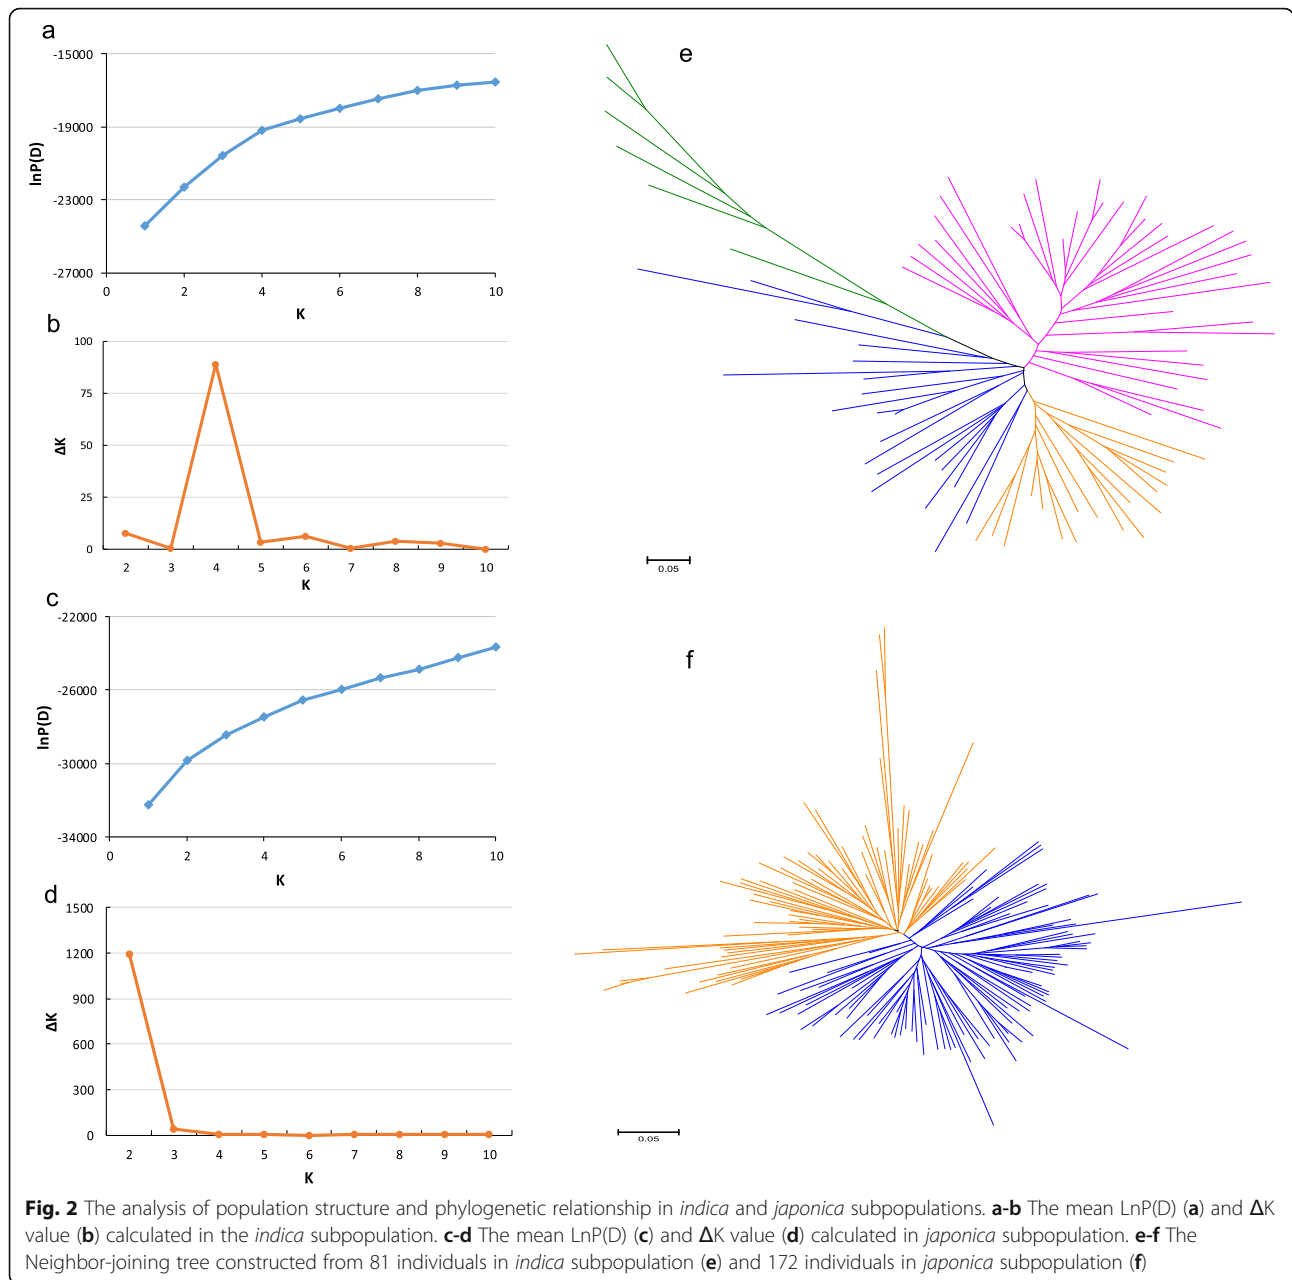 a
-15000
-19000
-23000
-27000
lnP(D)
0 2 4 6 8 10
K
b
100
75
50
25
0
ΔK
2 3 4 5 6 7 8 9 10
K
c
-22000
-26000
-30000
-34000
lnP(D)
0 2 4 6 8 10
K
d
1500
1200
900
600
300
0
ΔK
2 3 4 5 6 7 8 9 10
K
e
0.05
f
0.05
Fig. 2 The analysis of population structure and phylogenetic relationship in indica and japonica subpopulations. a-b The mean LnP(D) (a) and ΔK
value (b) calculated in the indica subpopulation. c-d The mean LnP(D) (c) and ΔK value (d) calculated in japonica subpopulation. e-f The
Neighbor-joining tree constructed from 81 individuals in indica subpopulation (e) and 172 individuals in japonica subpopulation (f)